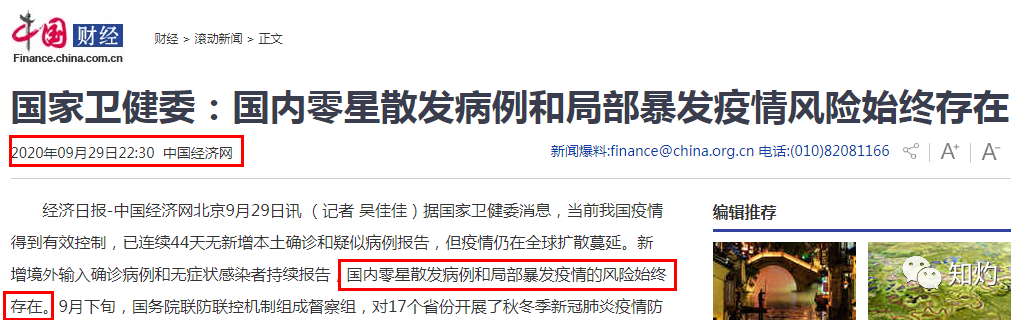 中国财经
Finance.china.com.cn
财经 > 滚动新闻 > 正文
国家卫健委：国内零星散发病例和局部暴发疫情风险始终存在
2020年09月29日22:30 中国经济网
新闻爆料:finance@china.org.cn 电话:(010)82081166
A+
A-
经济日报-中国经济网北京9月29日讯 （记者 吴佳佳）据国家卫健委消息，当前我国疫情
得到有效控制，已连续44天无新增本土确诊和疑似病例报告，但疫情仍在全球扩散蔓延。新
增境外输入确诊病例和无症状感染者持续报告，国内零星散发病例和局部暴发疫情的风险始终
存在。9月下旬，国务院联防联控机制组成督察组，对17个省份开展了秋冬季新冠肺炎疫情防
编辑推荐
知灼